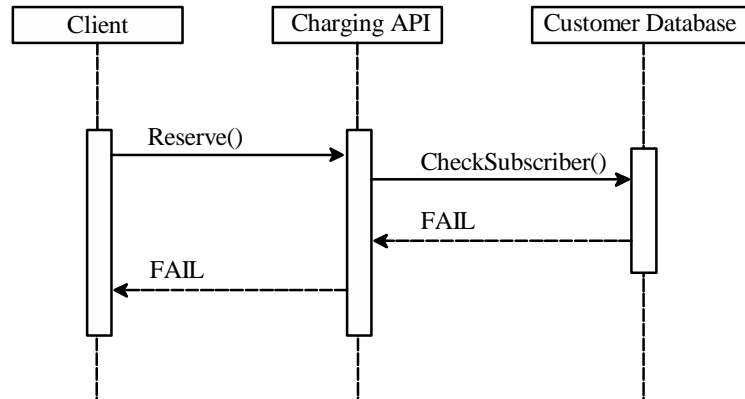 Client
Charging API
Customer Database
Reserve()
CheckSubscriber()
FAIL
FAIL